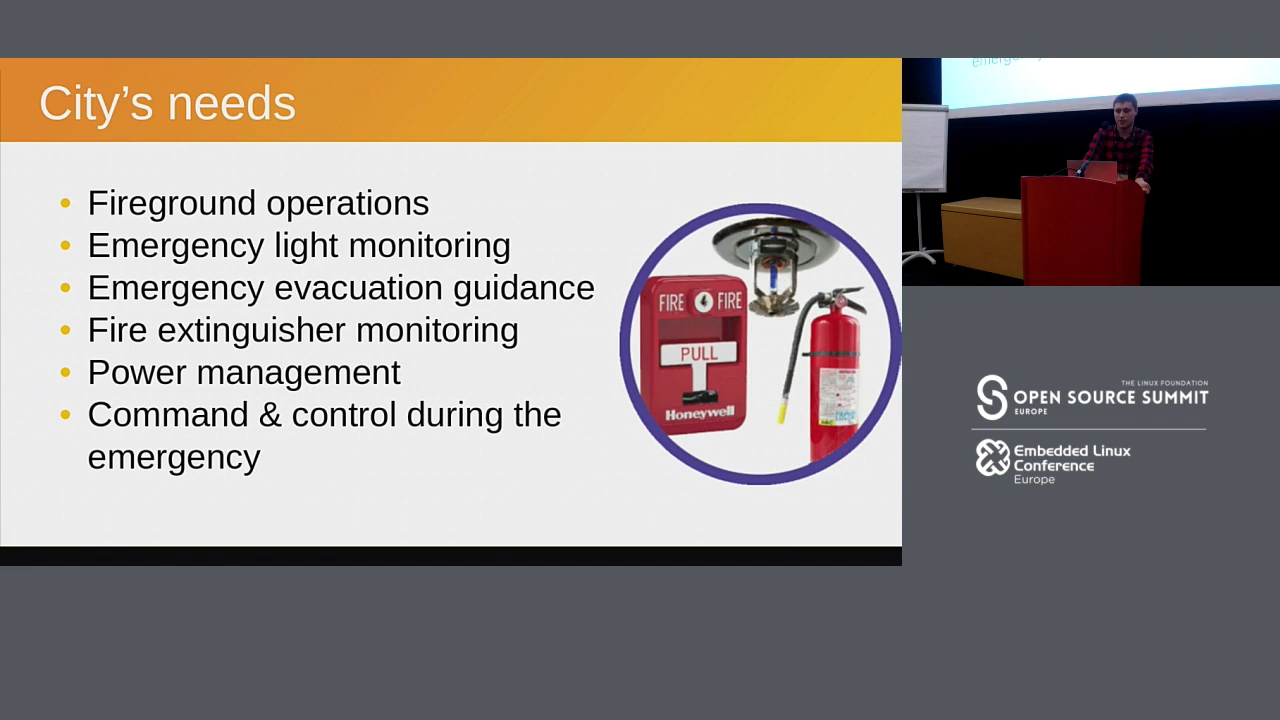 City’s needs
• Fireground operations
• Emergency light monitoring
• Emergency evacuation guidance
• Fire extinguisher monitoring
• Power management
• Command & control during the
emergency
FIRE FIRE
PULL
Honeywell
THE LINUX FOUNDATION
OPEN SOURCE SUMMIT
EUROPE
Embedded Linux
Conference
Europe